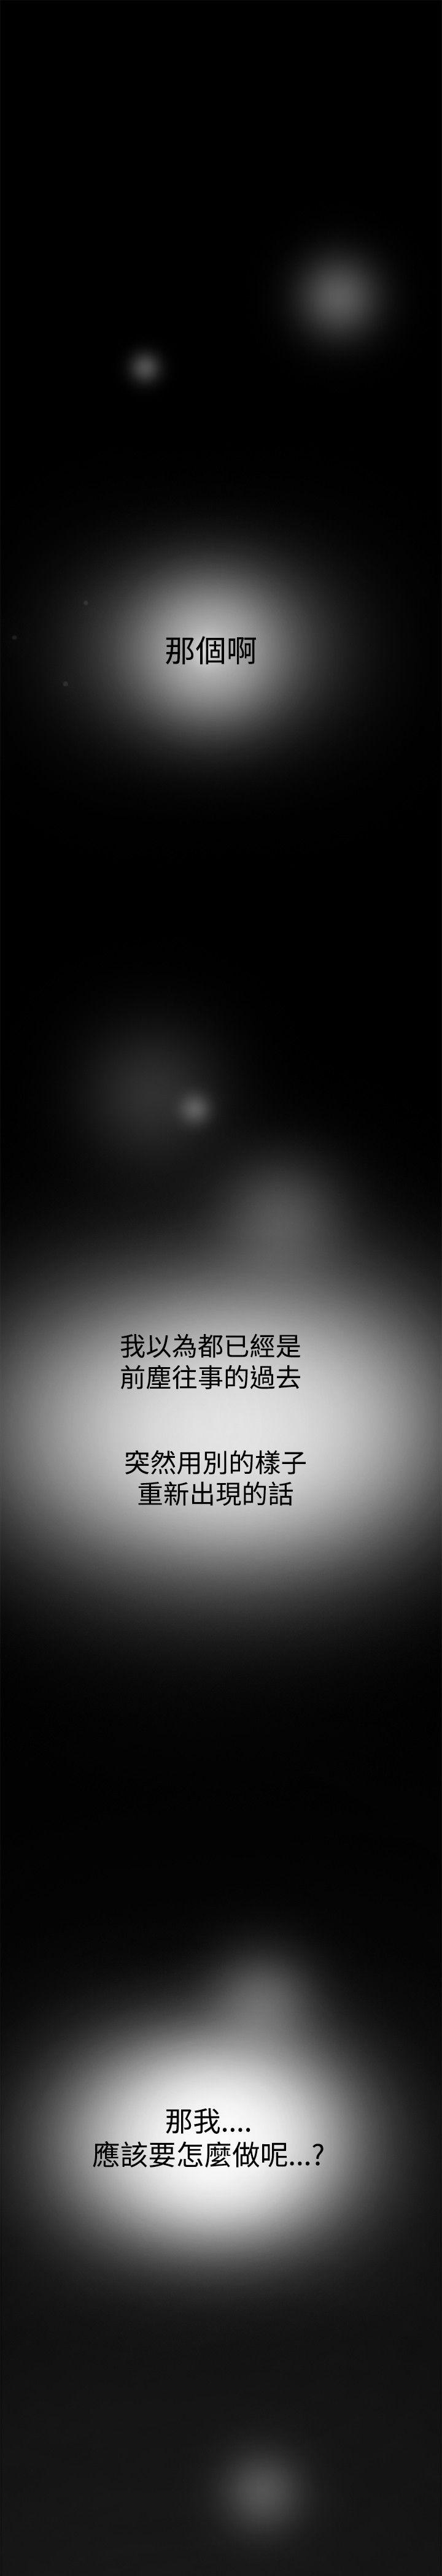 那個啊
我以為都已經是
前塵往事的過去
突然用別的樣子
重新出現的話
那我....
應該要怎麼做呢...?